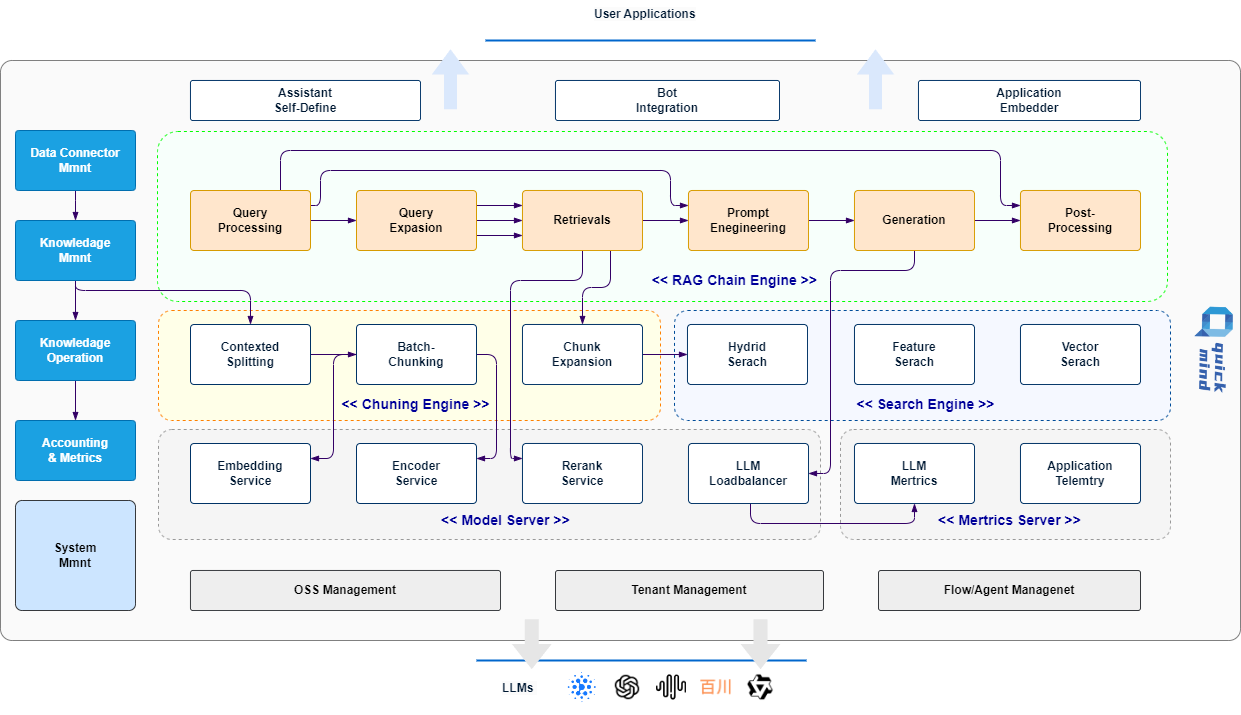 User Applications
Assistant
Self-Define
Bot
Integration
Application
Embedder
Data Connector
Mmnt
Knowledage
Mmnt
Knowledage
Operation
Accounting
& Metrics
System
Mmnt
Query
Processing
Query
Expasion
Retrievals
Prompt
Enegineering
Generation
Post-
Processing
<< RAG Chain Engine >>
Contexted
Splitting
Batch-
Chunking
Chunk
Expansion
<< Chuning Engine >>
Hydrid
Serach
Feature
Serach
Vector
Serach
<< Search Engine >>
quick
mind
Embedding
Service
Encoder
Service
Rerank
Service
LLM
Loadbalancer
<< Model Server >>
LLM
Metrics
Application
Telemtry
<< Mertrics Server >>
OSS Management
Tenant Management
Flow/Agent Managenet
LLMs
百川